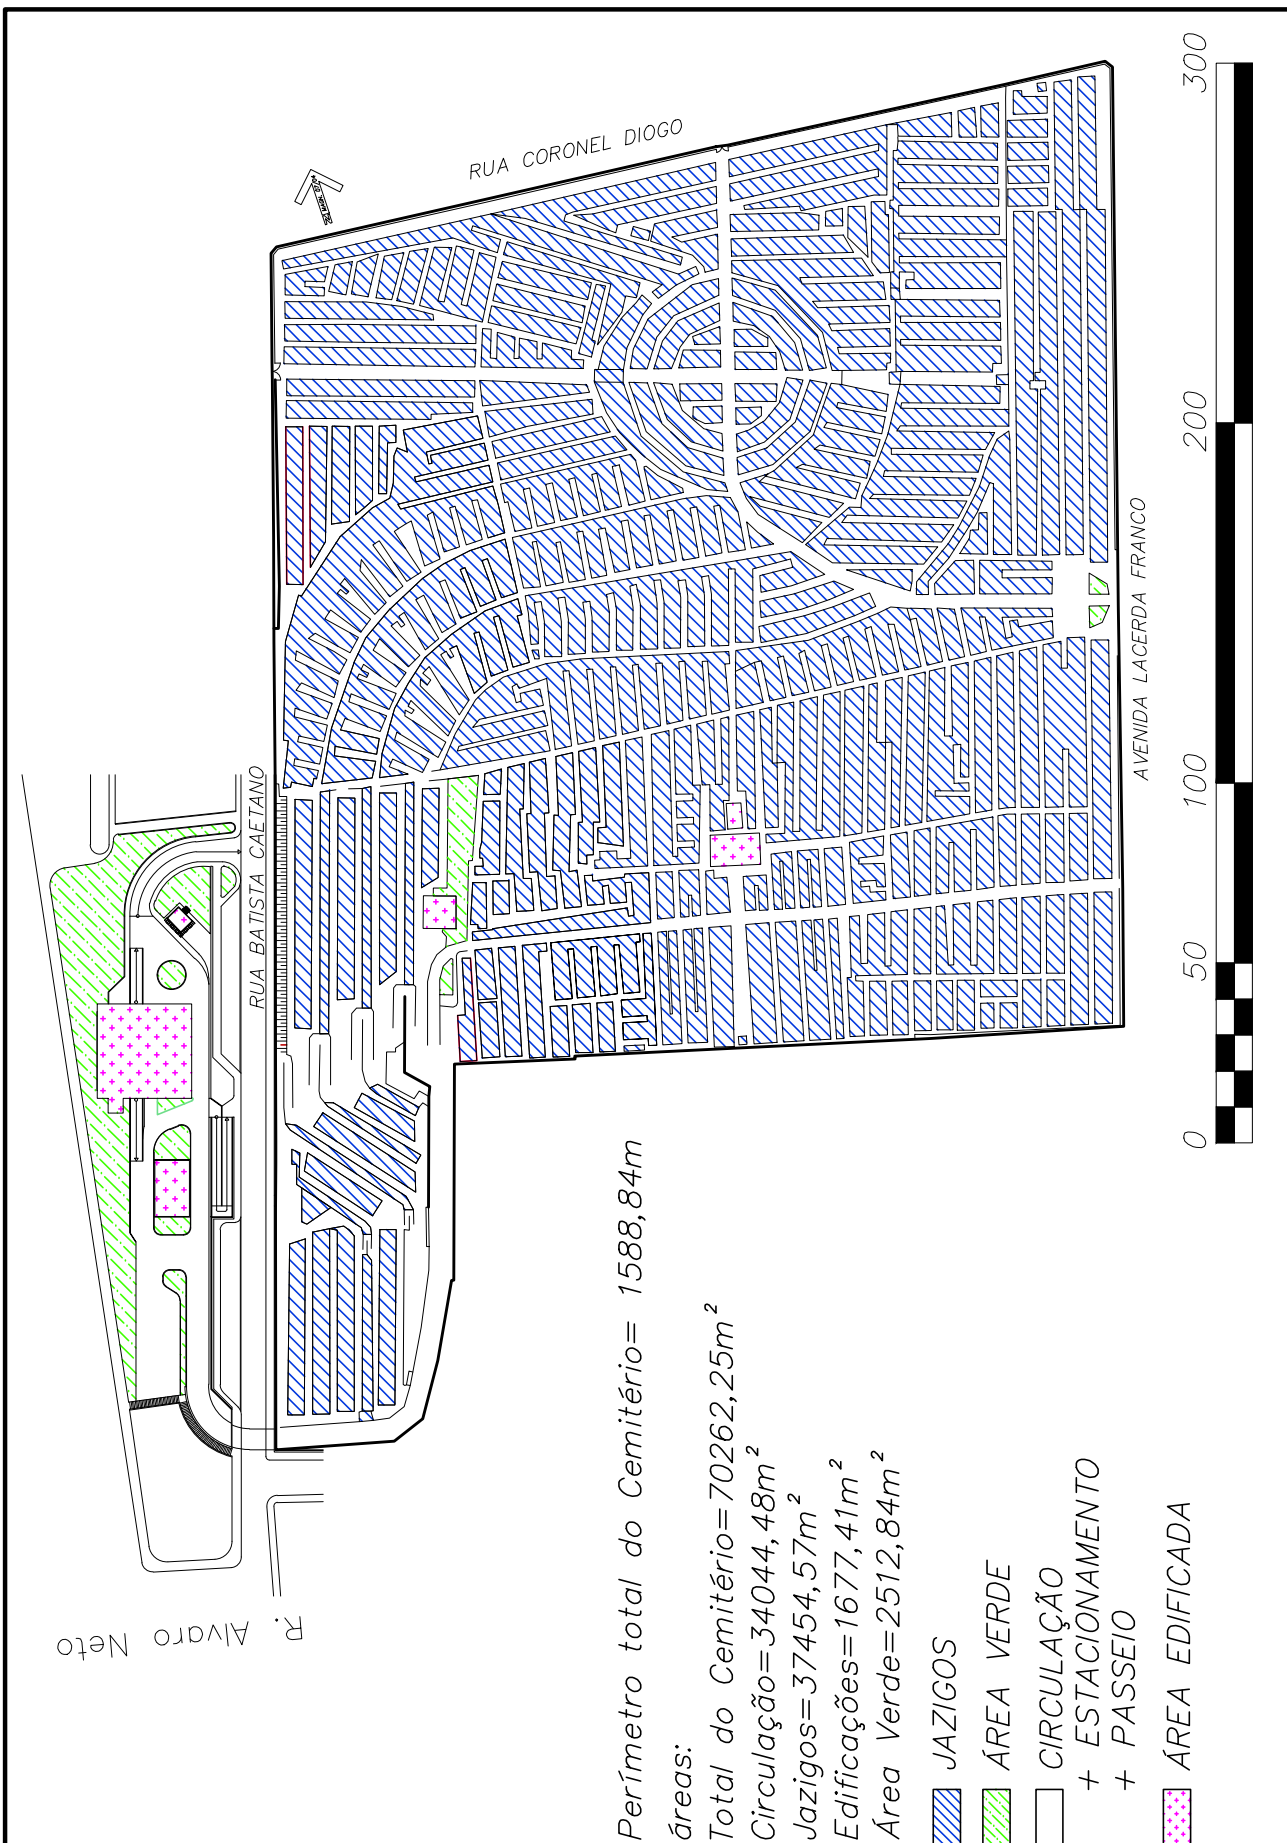 RUA CORONEL DIOGO
RUA BATISTA CAETANO
AVENIDA LACERDA FRANCO
R. Alvaro Neto
0 50 100 200 300
Perímetro total do Cemitério= 1588,84m
áreas:
Total do Cemitério=70262,25m²
Circulação=34044,48m²
Jazigos=37454,57m²
Edificações=1677,41m²
Área Verde=2512,84m²
JAZIGOS
ÁREA VERDE
CIRCULAÇÃO
+ ESTACIONAMENTO
+ PASSEIO
ÁREA EDIFICADA